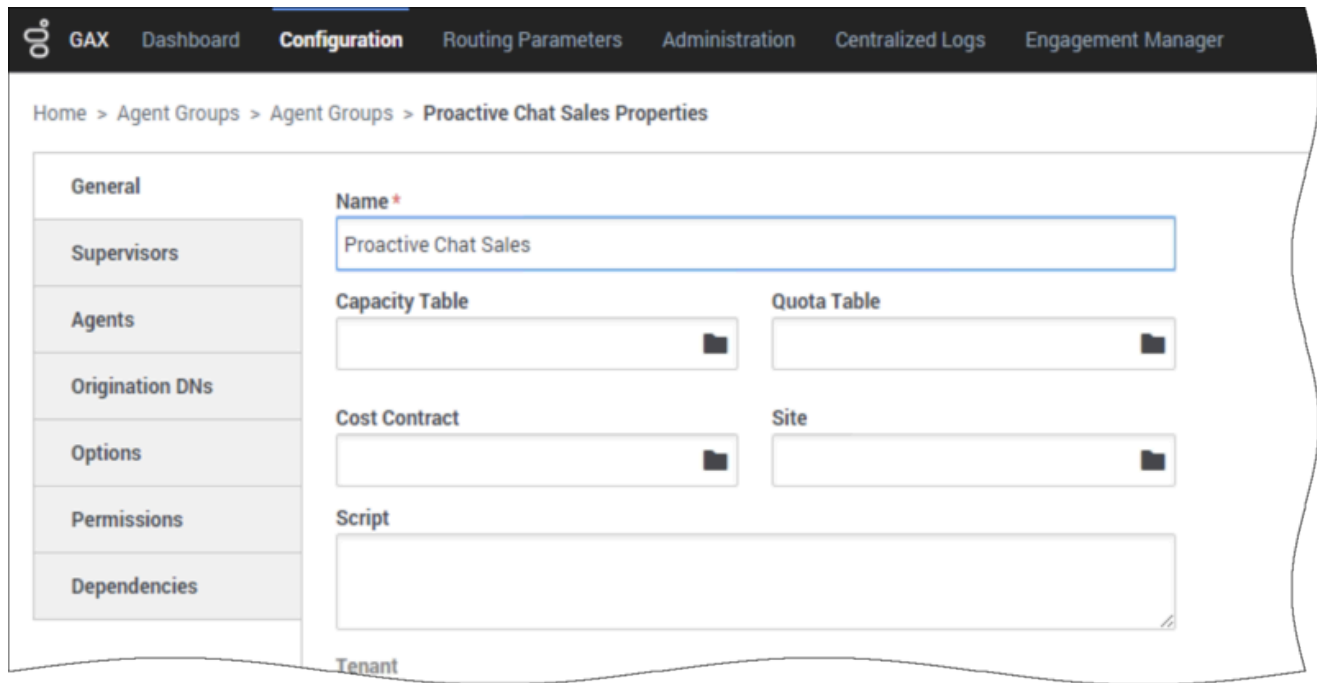 GAX Dashboard Configuration Routing Parameters Administration Centralized Logs Engagement Manager
Home > Agent Groups > Agent Groups > Proactive Chat Sales Properties
General
Supervisors
Agents
Origination DNs
Options
Permissions
Dependencies
Name*
Proactive Chat Sales
Capacity Table Quota Table
Cost Contract Site
Script
Tenant